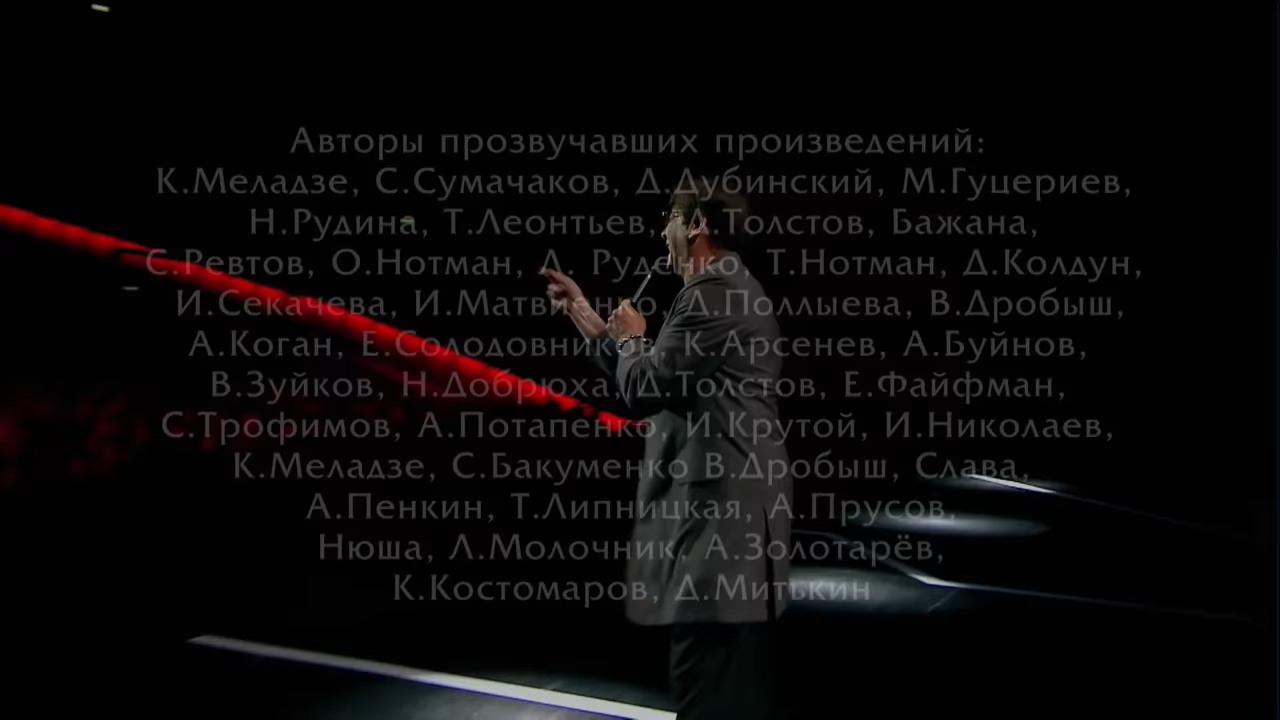 Авторы прозвучавших произведений:
К.Меладзе, С.Сумачаков, Д.Дубинский, М.Гуцериев,
Н.Рудина, Т.Леонтьев, Толстов, Бажана,
С.Ревтов, О.Нотман, А. Руденко, Т.Нотман, Д.Колдун,
И.Секачева, И.Матвиенко, Д.Поллыева, В.Дробыш,
А.Коган, Е.Солодовников, К.Арсенев, А.Буйнов,
В.Зуйков, Н.Добрюха, Д.Толстов, Е.Файфман,
С.Трофимов, А.Потапенко, И.Крутой, И.Николаев,
К.Меладзе, С.Бакуменко В.Дробыш, Слава,
А.Пенкин, Т.Липницкая, А.Прусов,
Нюша, Л.Молочник, А.Золотарёв,
К.Костомаров, Д.Митькин